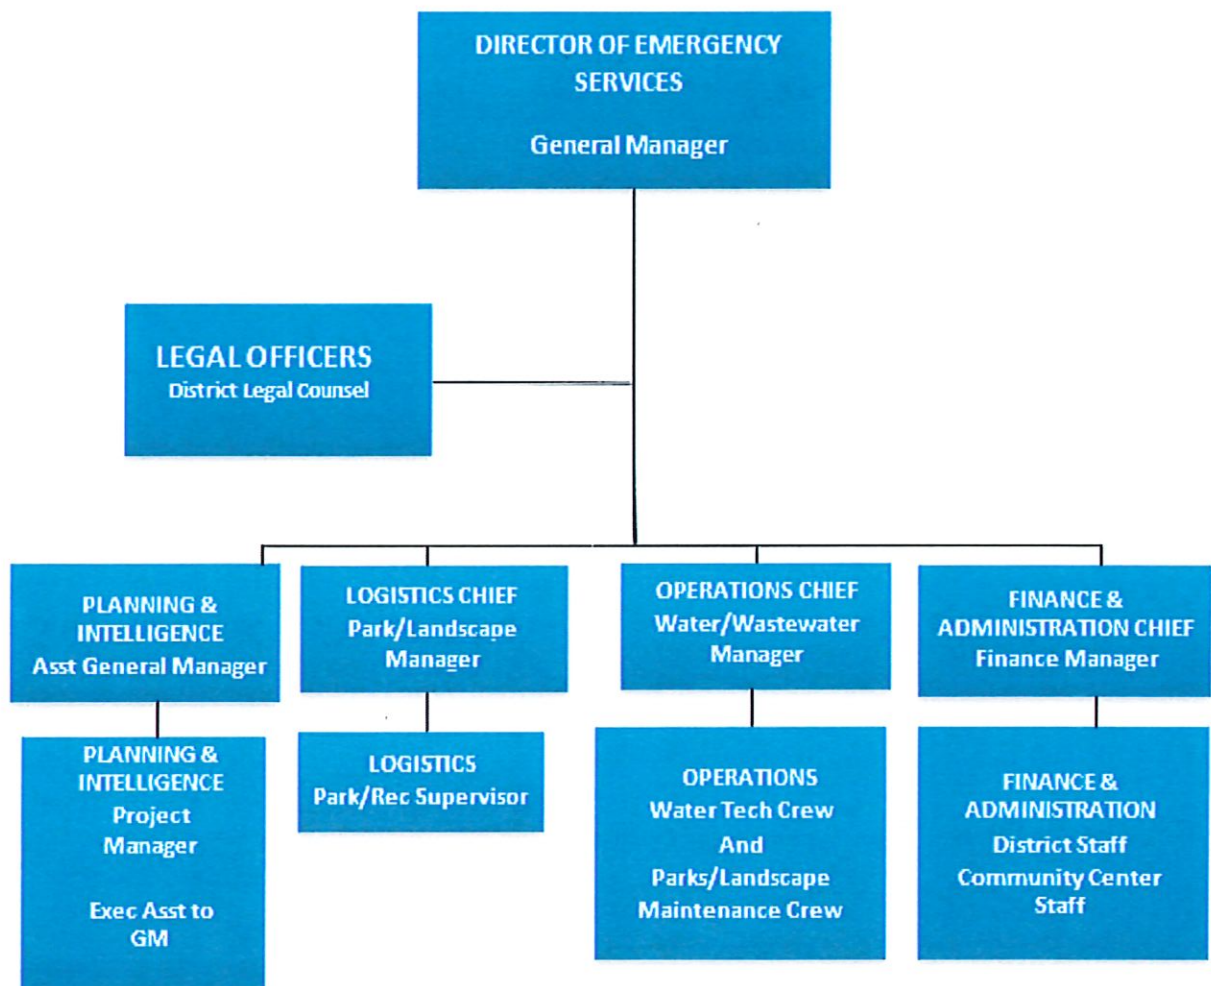 DIRECTOR OF EMERGENCY
SERVICES
General Manager
LEGAL OFFICERS
District Legal Counsel
PLANNING &
INTELLIGENCE
Asst General Manager
LOGISTICS CHIEF
Park/Landscape
Manager
OPERATIONS CHIEF
Water/Wastewater
Manager
FINANCE &
ADMINISTRATION CHIEF
Finance Manager
PLANNING &
INTELLIGENCE
Project
Manager
Exec Asst to
GM
LOGISTICS
Park/Rec Supervisor
OPERATIONS
Water Tech Crew
And
Parks/Landscape
Maintenance Crew
FINANCE &
ADMINISTRATION
District Staff
Community Center
Staff